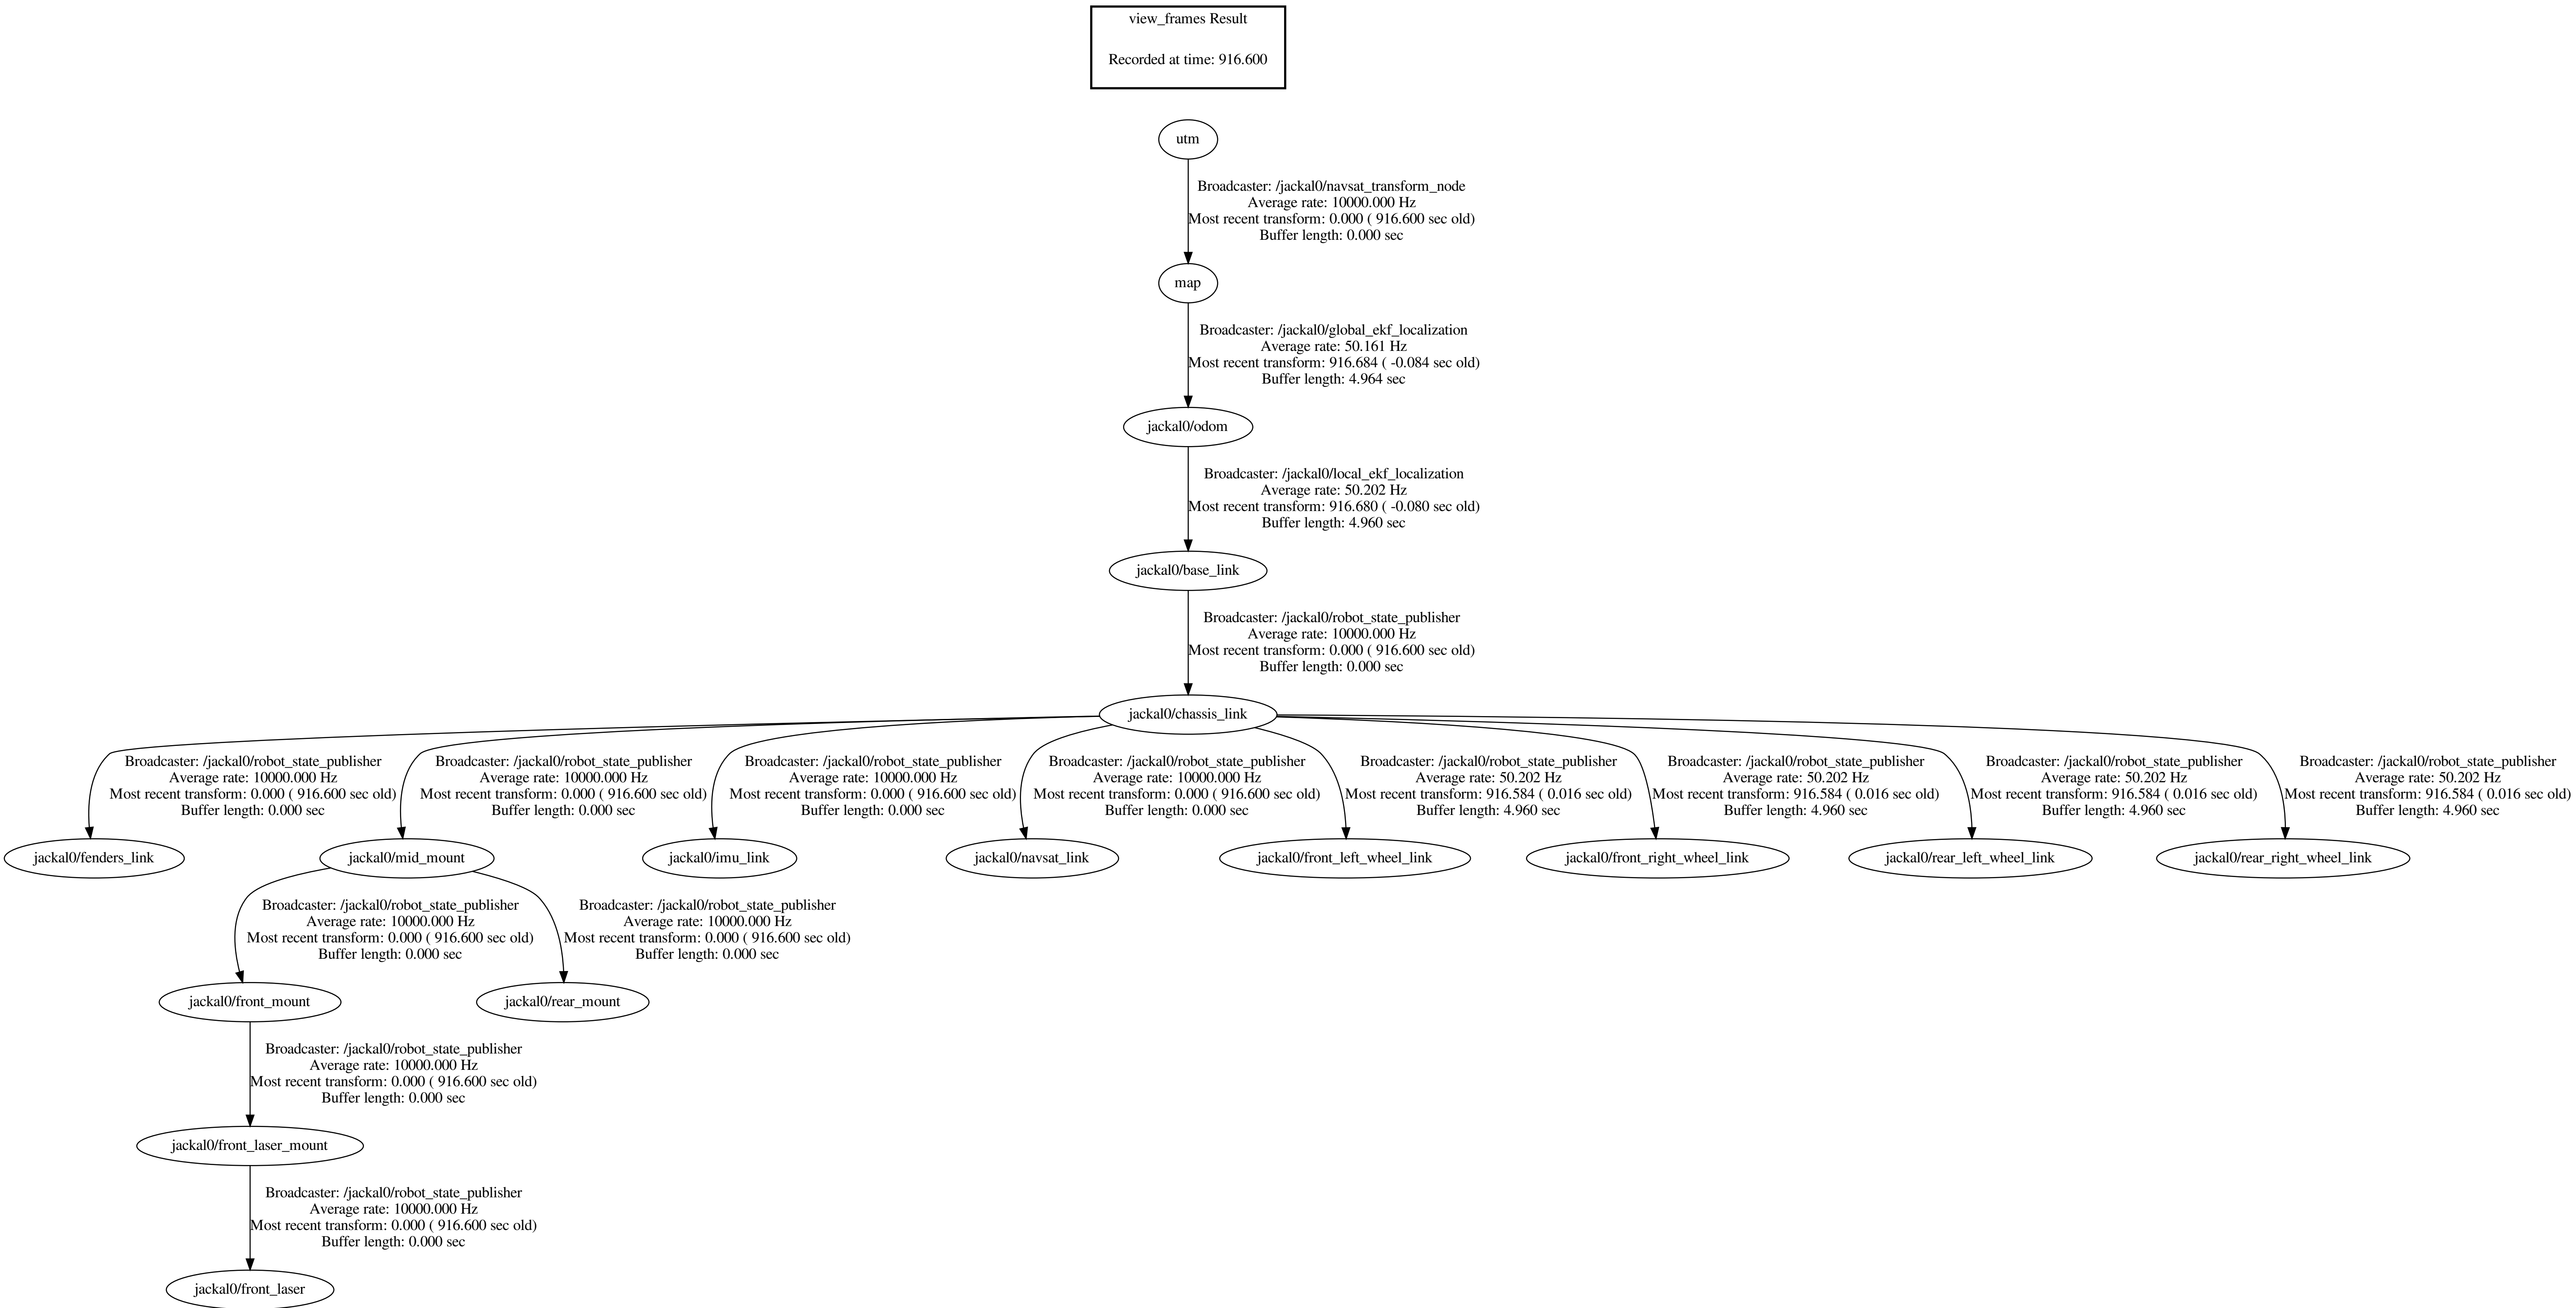 view_frames Result
Recorded at time: 916.600
utm
Broadcaster: /jackal0/navsat_transform_node
Average rate: 10000.000 Hz
Most recent transform: 0.000 ( 916.600 sec old)
Buffer length: 0.000 sec
map
Broadcaster: /jackal0/global_ekf_localization
Average rate: 50.161 Hz
Most recent transform: 916.684 ( -0.084 sec old)
Buffer length: 4.964 sec
jackal0/odom
Broadcaster: /jackal0/local_ekf_localization
Average rate: 50.202 Hz
Most recent transform: 916.680 ( -0.080 sec old)
Buffer length: 4.960 sec
jackal0/base_link
Broadcaster: /jackal0/robot_state_publisher
Average rate: 10000.000 Hz
Most recent transform: 0.000 ( 916.600 sec old)
Buffer length: 0.000 sec
jackal0/chassis_link
Broadcaster: /jackal0/robot_state_publisher
Average rate: 10000.000 Hz
Most recent transform: 0.000 ( 916.600 sec old)
Buffer length: 0.000 sec
Broadcaster: /jackal0/robot_state_publisher
Average rate: 10000.000 Hz
Most recent transform: 0.000 ( 916.600 sec old)
Buffer length: 0.000 sec
Broadcaster: /jackal0/robot_state_publisher
Average rate: 10000.000 Hz
Most recent transform: 0.000 ( 916.600 sec old)
Buffer length: 0.000 sec
Broadcaster: /jackal0/robot_state_publisher
Average rate: 10000.000 Hz
Most recent transform: 0.000 ( 916.600 sec old)
Buffer length: 0.000 sec
Broadcaster: /jackal0/robot_state_publisher
Average rate: 50.202 Hz
Most recent transform: 916.584 ( 0.016 sec old)
Buffer length: 4.960 sec
Broadcaster: /jackal0/robot_state_publisher
Average rate: 50.202 Hz
Most recent transform: 916.584 ( 0.016 sec old)
Buffer length: 4.960 sec
Broadcaster: /jackal0/robot_state_publisher
Average rate: 50.202 Hz
Most recent transform: 916.584 ( 0.016 sec old)
Buffer length: 4.960 sec
Broadcaster: /jackal0/robot_state_publisher
Average rate: 50.202 Hz
Most recent transform: 916.584 ( 0.016 sec old)
Buffer length: 4.960 sec
jackal0/fenders_link
jackal0/mid_mount
jackal0/imu_link
jackal0/navsat_link
jackal0/front_left_wheel_link
jackal0/front_right_wheel_link
jackal0/rear_left_wheel_link
jackal0/rear_right_wheel_link
Broadcaster: /jackal0/robot_state_publisher
Average rate: 10000.000 Hz
Most recent transform: 0.000 ( 916.600 sec old)
Buffer length: 0.000 sec
Broadcaster: /jackal0/robot_state_publisher
Average rate: 10000.000 Hz
Most recent transform: 0.000 ( 916.600 sec old)
Buffer length: 0.000 sec
jackal0/front_mount
jackal0/rear_mount
Broadcaster: /jackal0/robot_state_publisher
Average rate: 10000.000 Hz
Most recent transform: 0.000 ( 916.600 sec old)
Buffer length: 0.000 sec
jackal0/front_laser_mount
Broadcaster: /jackal0/robot_state_publisher
Average rate: 10000.000 Hz
Most recent transform: 0.000 ( 916.600 sec old)
Buffer length: 0.000 sec
jackal0/front_laser